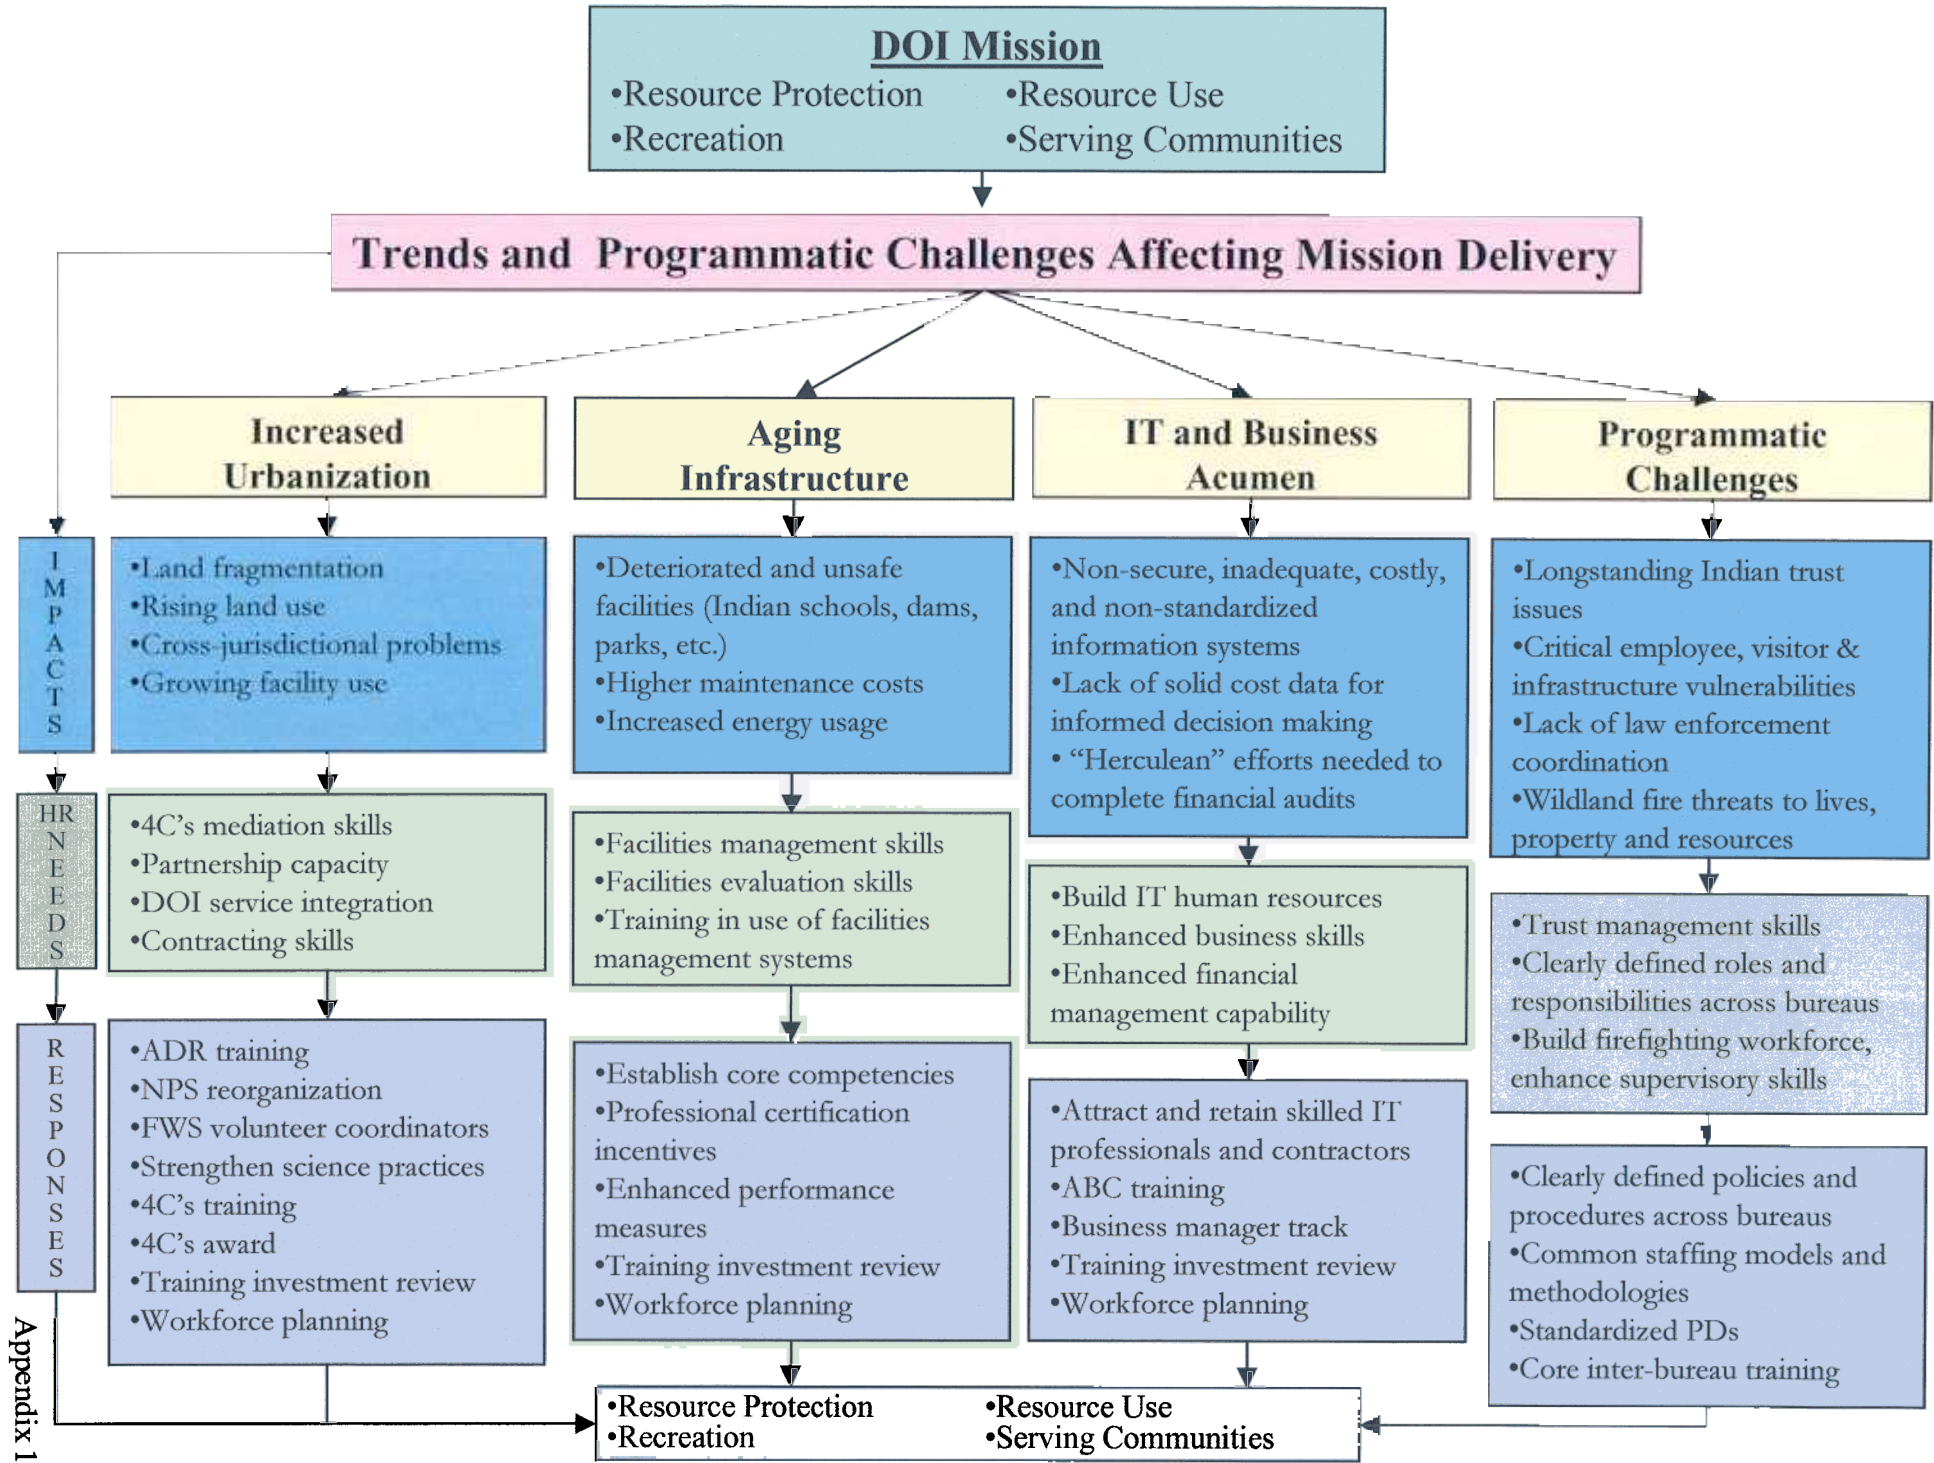 DOI Mission
•Resource Protection
•Resource Use
•Recreation
•Serving Communities
Trends and Programmatic Challenges Affecting Mission Delivery
Increased
Urbanization
Aging
Infrastructure
IT and Business
Acumen
Programmatic
Challenges
IMPACTS
•Land fragmentation
•Rising land use
•Cross-jurisdictional problems
•Growing facility use
•Deteriorated and unsafe
facilities (Indian schools, dams,
parks, etc.)
•Higher maintenance costs
•Increased energy usage
•Non-secure, inadequate, costly,
and non-standardized
information systems
•Lack of solid cost data for
informed decision making
• “Herculean” efforts needed to
complete financial audits
•Longstanding Indian trust
issues
•Critical employee, visitor &
infrastructure vulnerabilities
•Lack of law enforcement
coordination
•Wildland fire threats to lives,
property and resources
HR
NEEDS
•4C’s mediation skills
•Partnership capacity
•DOI service integration
•Contracting skills
•Facilities management skills
•Facilities evaluation skills
•Training in use of facilities
management systems
•Build IT human resources
•Enhanced business skills
•Enhanced financial
management capability
•Trust management skills
•Clearly defined roles and
responsibilities across bureaus
•Build firefighting workforce,
enhance supervisory skills
RESPONSES
•ADR training
•NPS reorganization
•FWS volunteer coordinators
•Strengthen science practices
•4C’s training
•4C’s award
•Training investment review
•Workforce planning
•Establish core competencies
•Professional certification
incentives
•Enhanced performance
measures
•Training investment review
•Workforce planning
•Attract and retain skilled IT
professionals and contractors
•ABC training
•Business manager track
•Training investment review
•Workforce planning
•Clearly defined policies and
procedures across bureaus
•Common staffing models and
methodologies
•Standardized PDs
•Core inter-bureau training
•Resource Protection
•Resource Use
•Recreation
•Serving Communities
Appendix 1